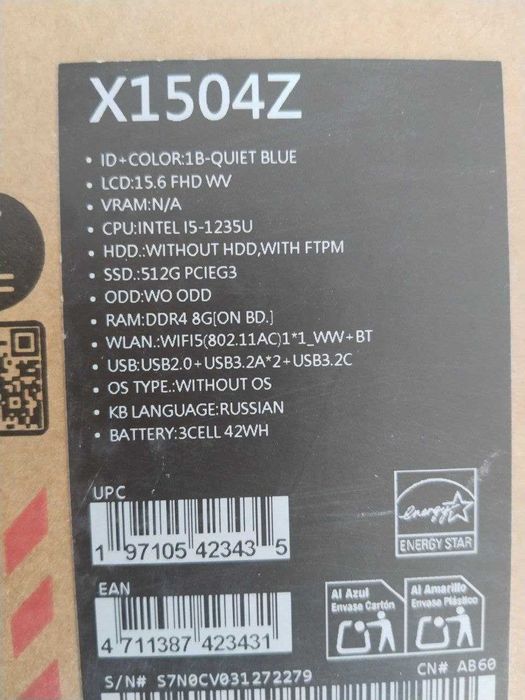 X1504Z
• ID+COLOR:1B-QUIET BLUE
• LCD:15.6 FHD WV
• VRAM:N/A
• CPU:INTEL I5-1235U
• HDD.:WITHOUT HDD,WITH FTPM
• SSD.:512G PCIEG3
• ODD:WO ODD
• RAM:DDR4 8G[ON BD.]
• WLAN.:WIFI5(802.11AC)1*1_WW+BT
• USB:USB2.0+USB3.2A*2+USB3.2C
• OS TYPE.:WITHOUT OS
• KB LANGUAGE:RUSSIAN
• BATTERY:3CELL 42WH
UPC
1 97105 42343 5
energy
ENERGY STAR
EAN
4 711387 423431
Al Azul
Envase Cartón
Al Amarillo
Envase Plástico
S/N# S7N0CV031272279
CN# AB60